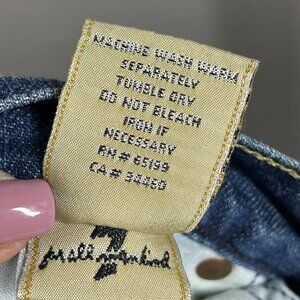 MACHINE WASH WARM
SEPARATELY
TUMBLE DRY
DO NOT BLEACH
IRON IF
NECESSARY
RN# 65199
CA# 34460
7
for all mankind